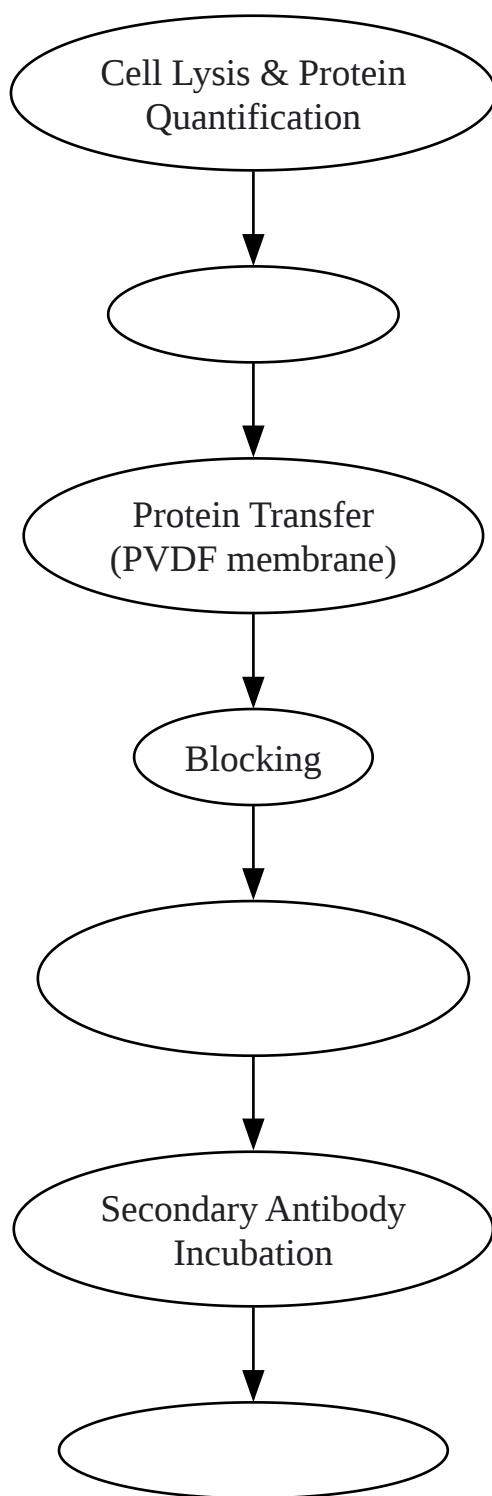 Cell Lysis & Protein
Quantification
Protein Transfer
(PVDF membrane)
Blocking
Secondary Antibody
Incubation